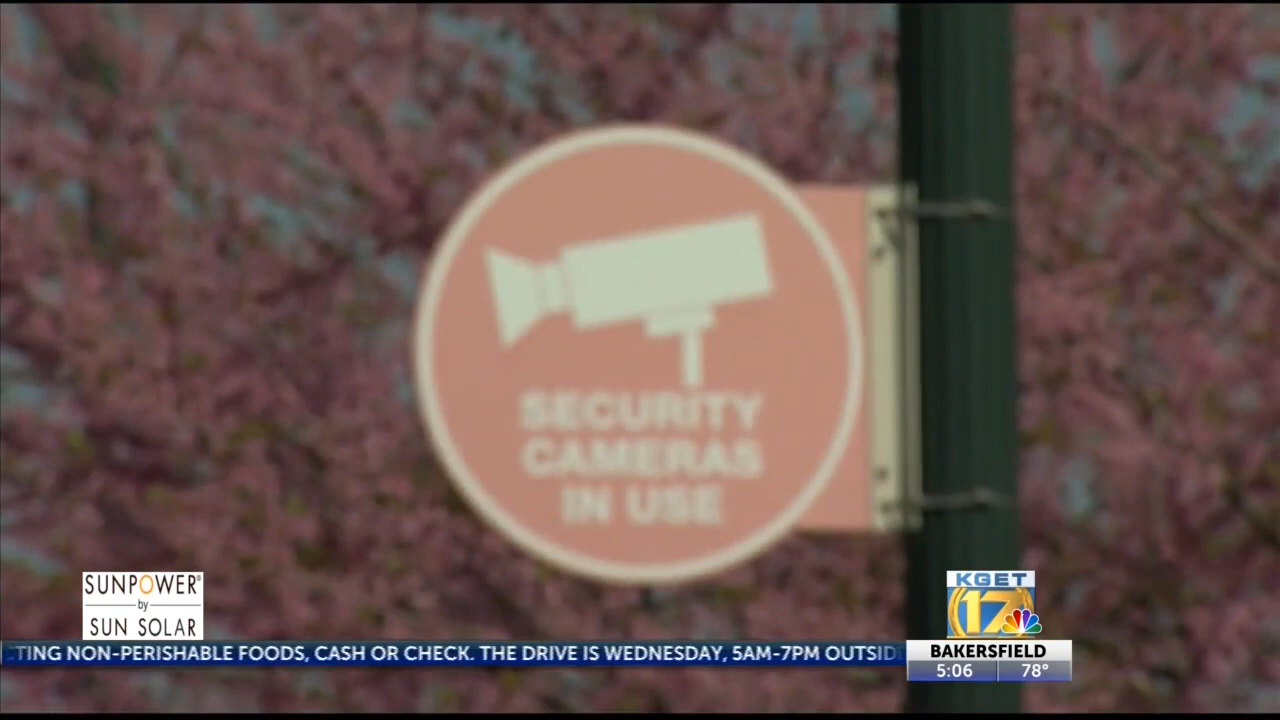 SECURITY
CAMERAS
IN USE
SUNPOWER®
by
SUN SOLAR
KGET
17
TING NON-PERISHABLE FOODS, CASH OR CHECK. THE DRIVE IS WEDNESDAY, 5AM-7PM OUTSID
BAKERSFIELD
5:06 78°